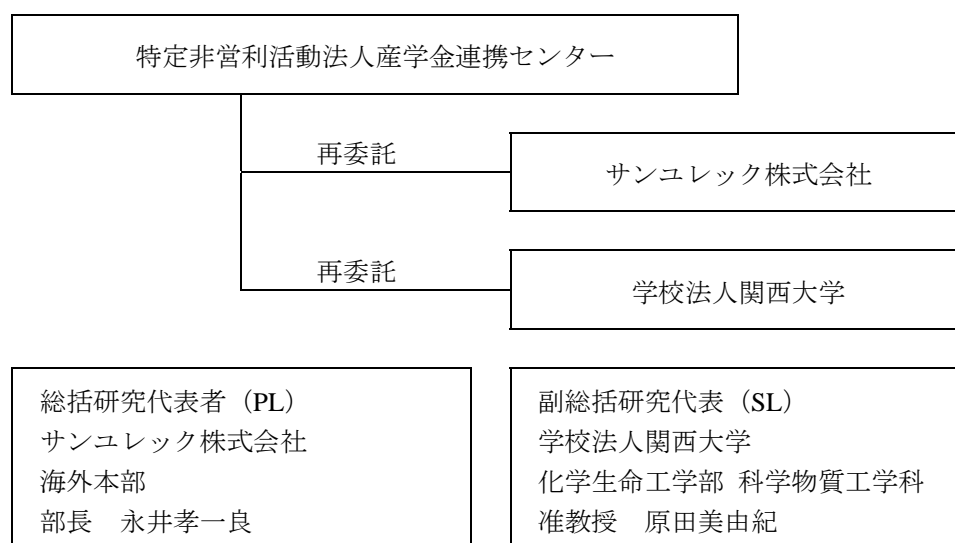 特定非営利活動法人産学金連携センター
再委託
サンユレック株式会社
再委託
学校法人関西大学
総括研究代表者（PL）
サンユレック株式会社
海外本部
部長　永井孝一良
副総括研究代表（SL）
学校法人関西大学
化学生命工学部 科学物質工学科
准教授　原田美由紀